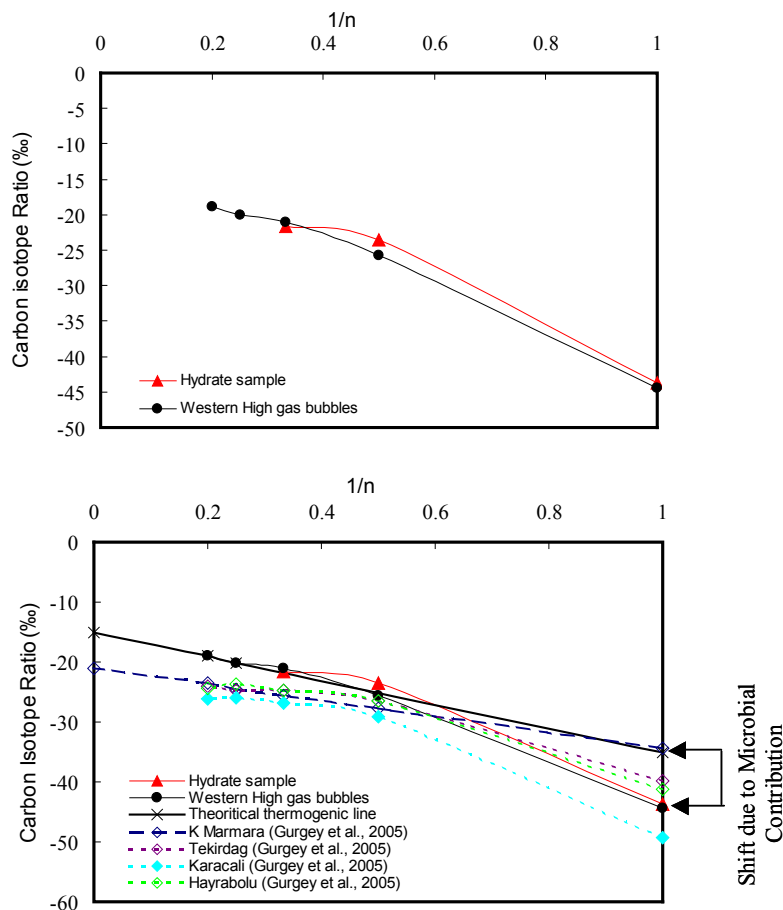 1/n
0 0.2 0.4 0.6 0.8 1
0
-5
-10
-15
-20
-25
-30
-35
-40
-45
-50
Carbon isotope Ratio (‰)
Hydrate sample
Western High gas bubbles
1/n
0 0.2 0.4 0.6 0.8 1
0
-10
-20
-30
-40
-50
-60
Carbon Isotope Ratio (‰)
Hydrate sample
Western High gas bubbles
Theoritical thermogenic line
K Marmara (Gurgey et al., 2005)
Tekirdag (Gurgey et al., 2005)
Karacali (Gurgey et al., 2005)
Hayrabolu (Gurgey et al., 2005)
Shift due to Microbial
Contribution